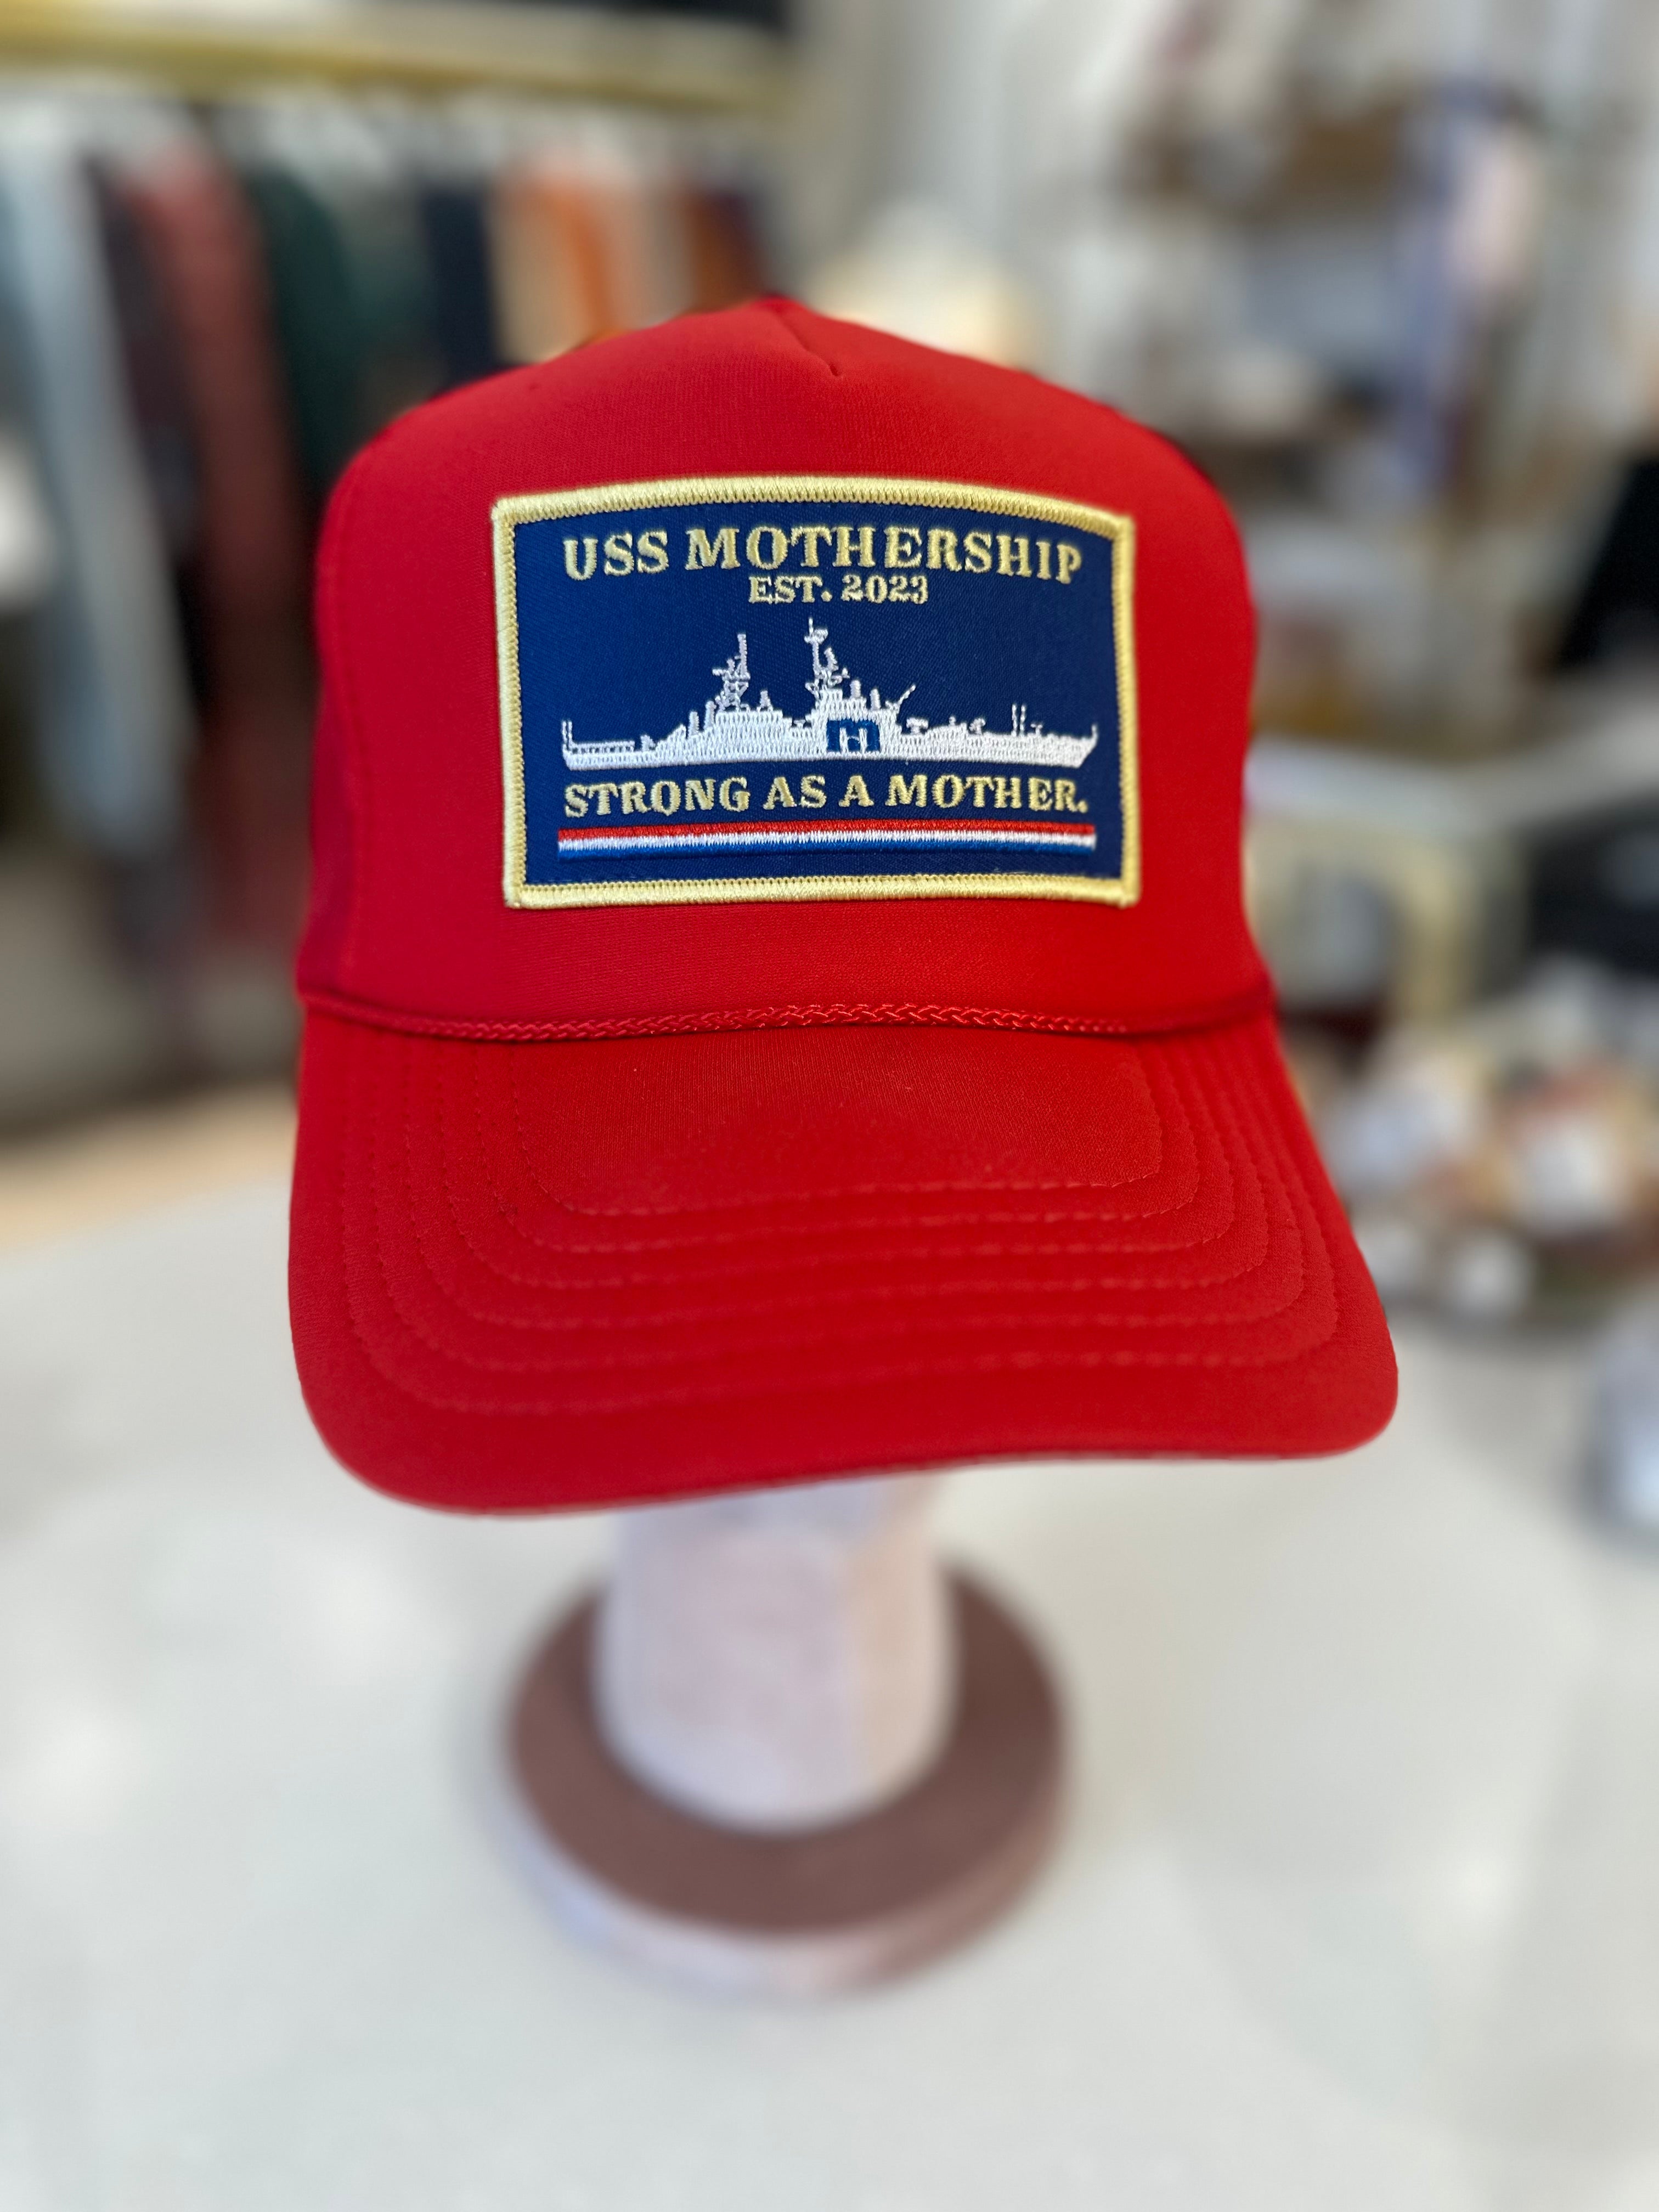 USS MOTHERSHIP
EST. 2023
H
STRONG AS A MOTHER.